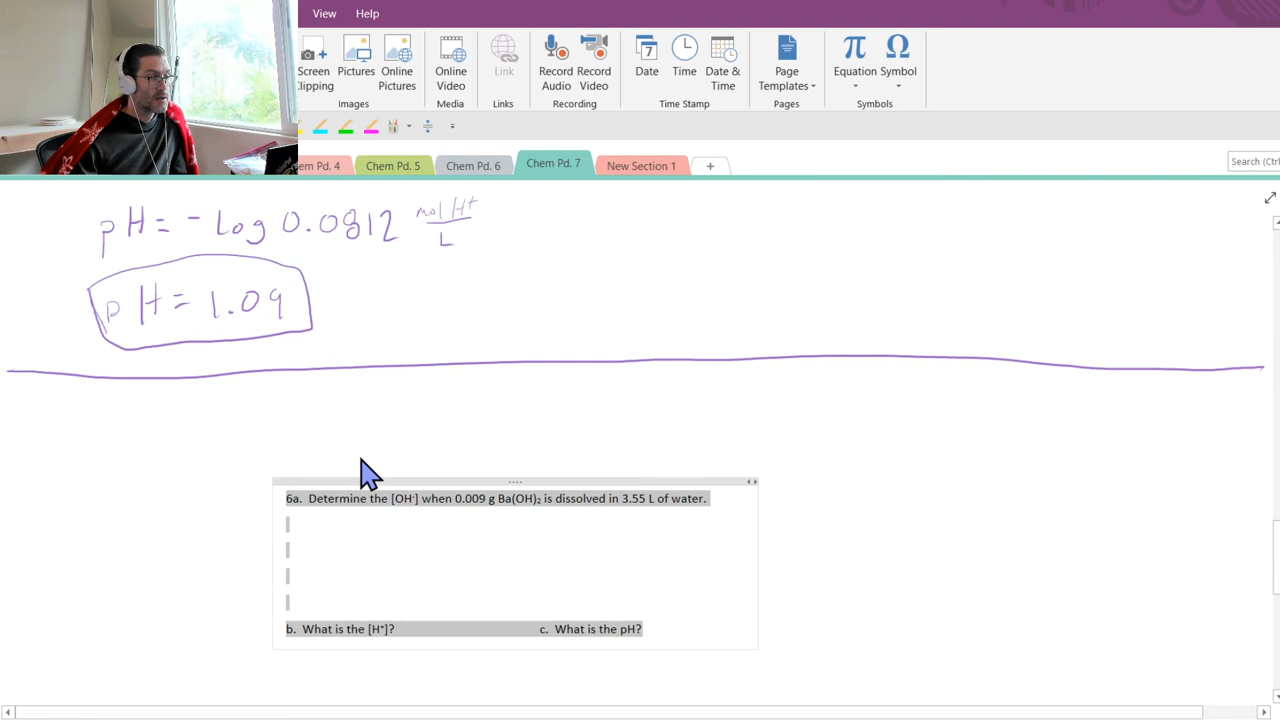 View Help
Screen Clipping
Pictures
Online Pictures
Online Video
Link
Record Audio
Record Video
7
Date
Time
Date & Time
Page Templates
π Equation
Ω Symbol
Images
Media
Links
Recording
Time Stamp
Pages
Symbols
em Pd. 4
Chem Pd. 5
Chem Pd. 6
Chem Pd. 7
New Section 1
+
Search (Ctrl
pH = - Log 0.0812 mol H+ / L
pH = 1.09
6a. Determine the [OH-] when 0.009 g Ba(OH)₂ is dissolved in 3.55 L of water.
b. What is the [H⁺]? c. What is the pH?